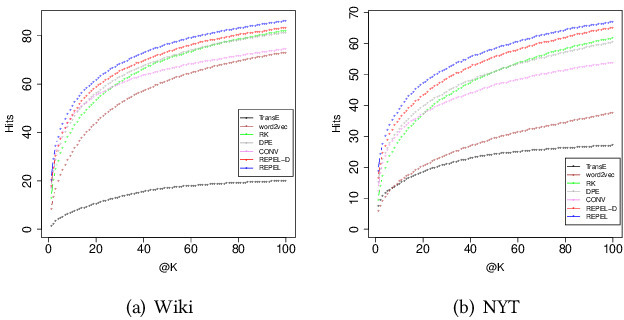 Hits
80
60
40
20
0
TransE
word2vec
RK
DPE
CONV
REPEL-D
REPEL
0 20 40 60 80 100
@K
(a) Wiki
Hits
70
60
50
40
30
20
10
0
TransE
word2vec
RK
DPE
CONV
REPEL-D
REPEL
0 20 40 60 80 100
@K
(b) NYT